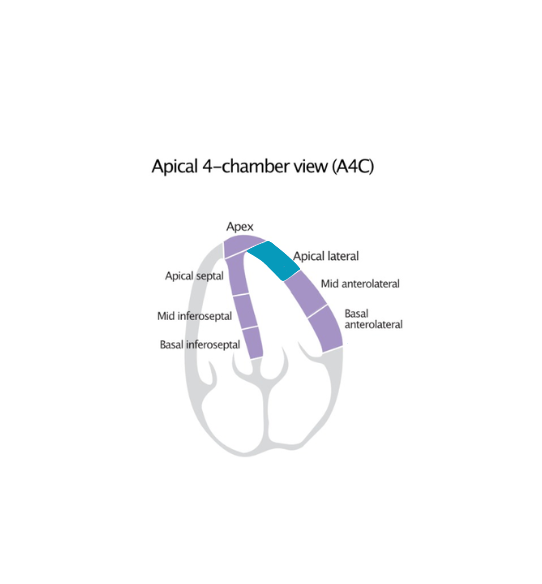 Apical 4-chamber view (A4C)
Apex
Apical lateral
Apical septal
Mid anterolateral
Mid inferoseptal
Basal
anterolateral
Basal inferoseptal